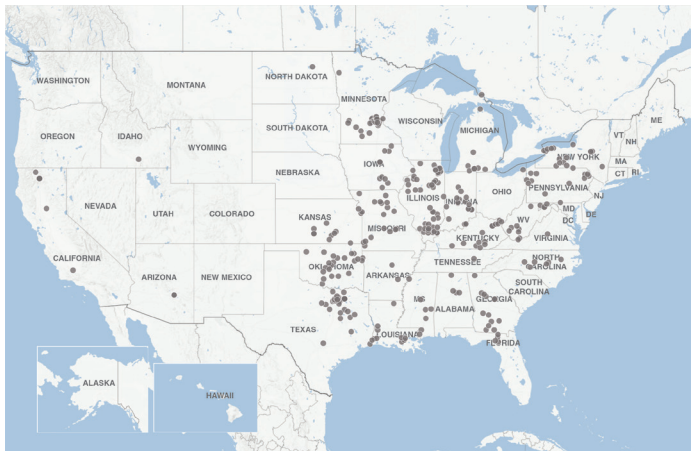 WASHINGTON
MONTANA
NORTH DAKOTA
MINNESOTA
ME
OREGON
IDAHO
SOUTH DAKOTA
WISCONSIN
MICHIGAN
VT
NH
WYOMING
NEW YORK
MA
CT
RI
IOWA
NEBRASKA
NEVADA
UTAH
COLORADO
ILLINOIS
INDIANA
OHIO
PENNSYLVANIA
NJ
KANSAS
MISSOURI
WV
MD
DE
DC
KENTUCKY
VIRGINIA
CALIFORNIA
ARIZONA
NEW MEXICO
OKLAHOMA
ARKANSAS
TENNESSEE
NORTH
CAROLINA
SOUTH
CAROLINA
MS
ALABAMA
GEORGIA
TEXAS
LOUISIANA
FLORIDA
ALASKA
HAWAII